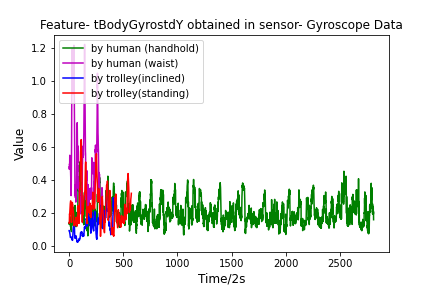 Feature- tBodyGyrostdY obtained in sensor- Gyroscope Data
by human (handhold)
by human (waist)
by trolley(inclined)
by trolley(standing)
Value
1.2
1.0
0.8
0.6
0.4
0.2
0.0
0
500
1000
1500
2000
2500
Time/2s